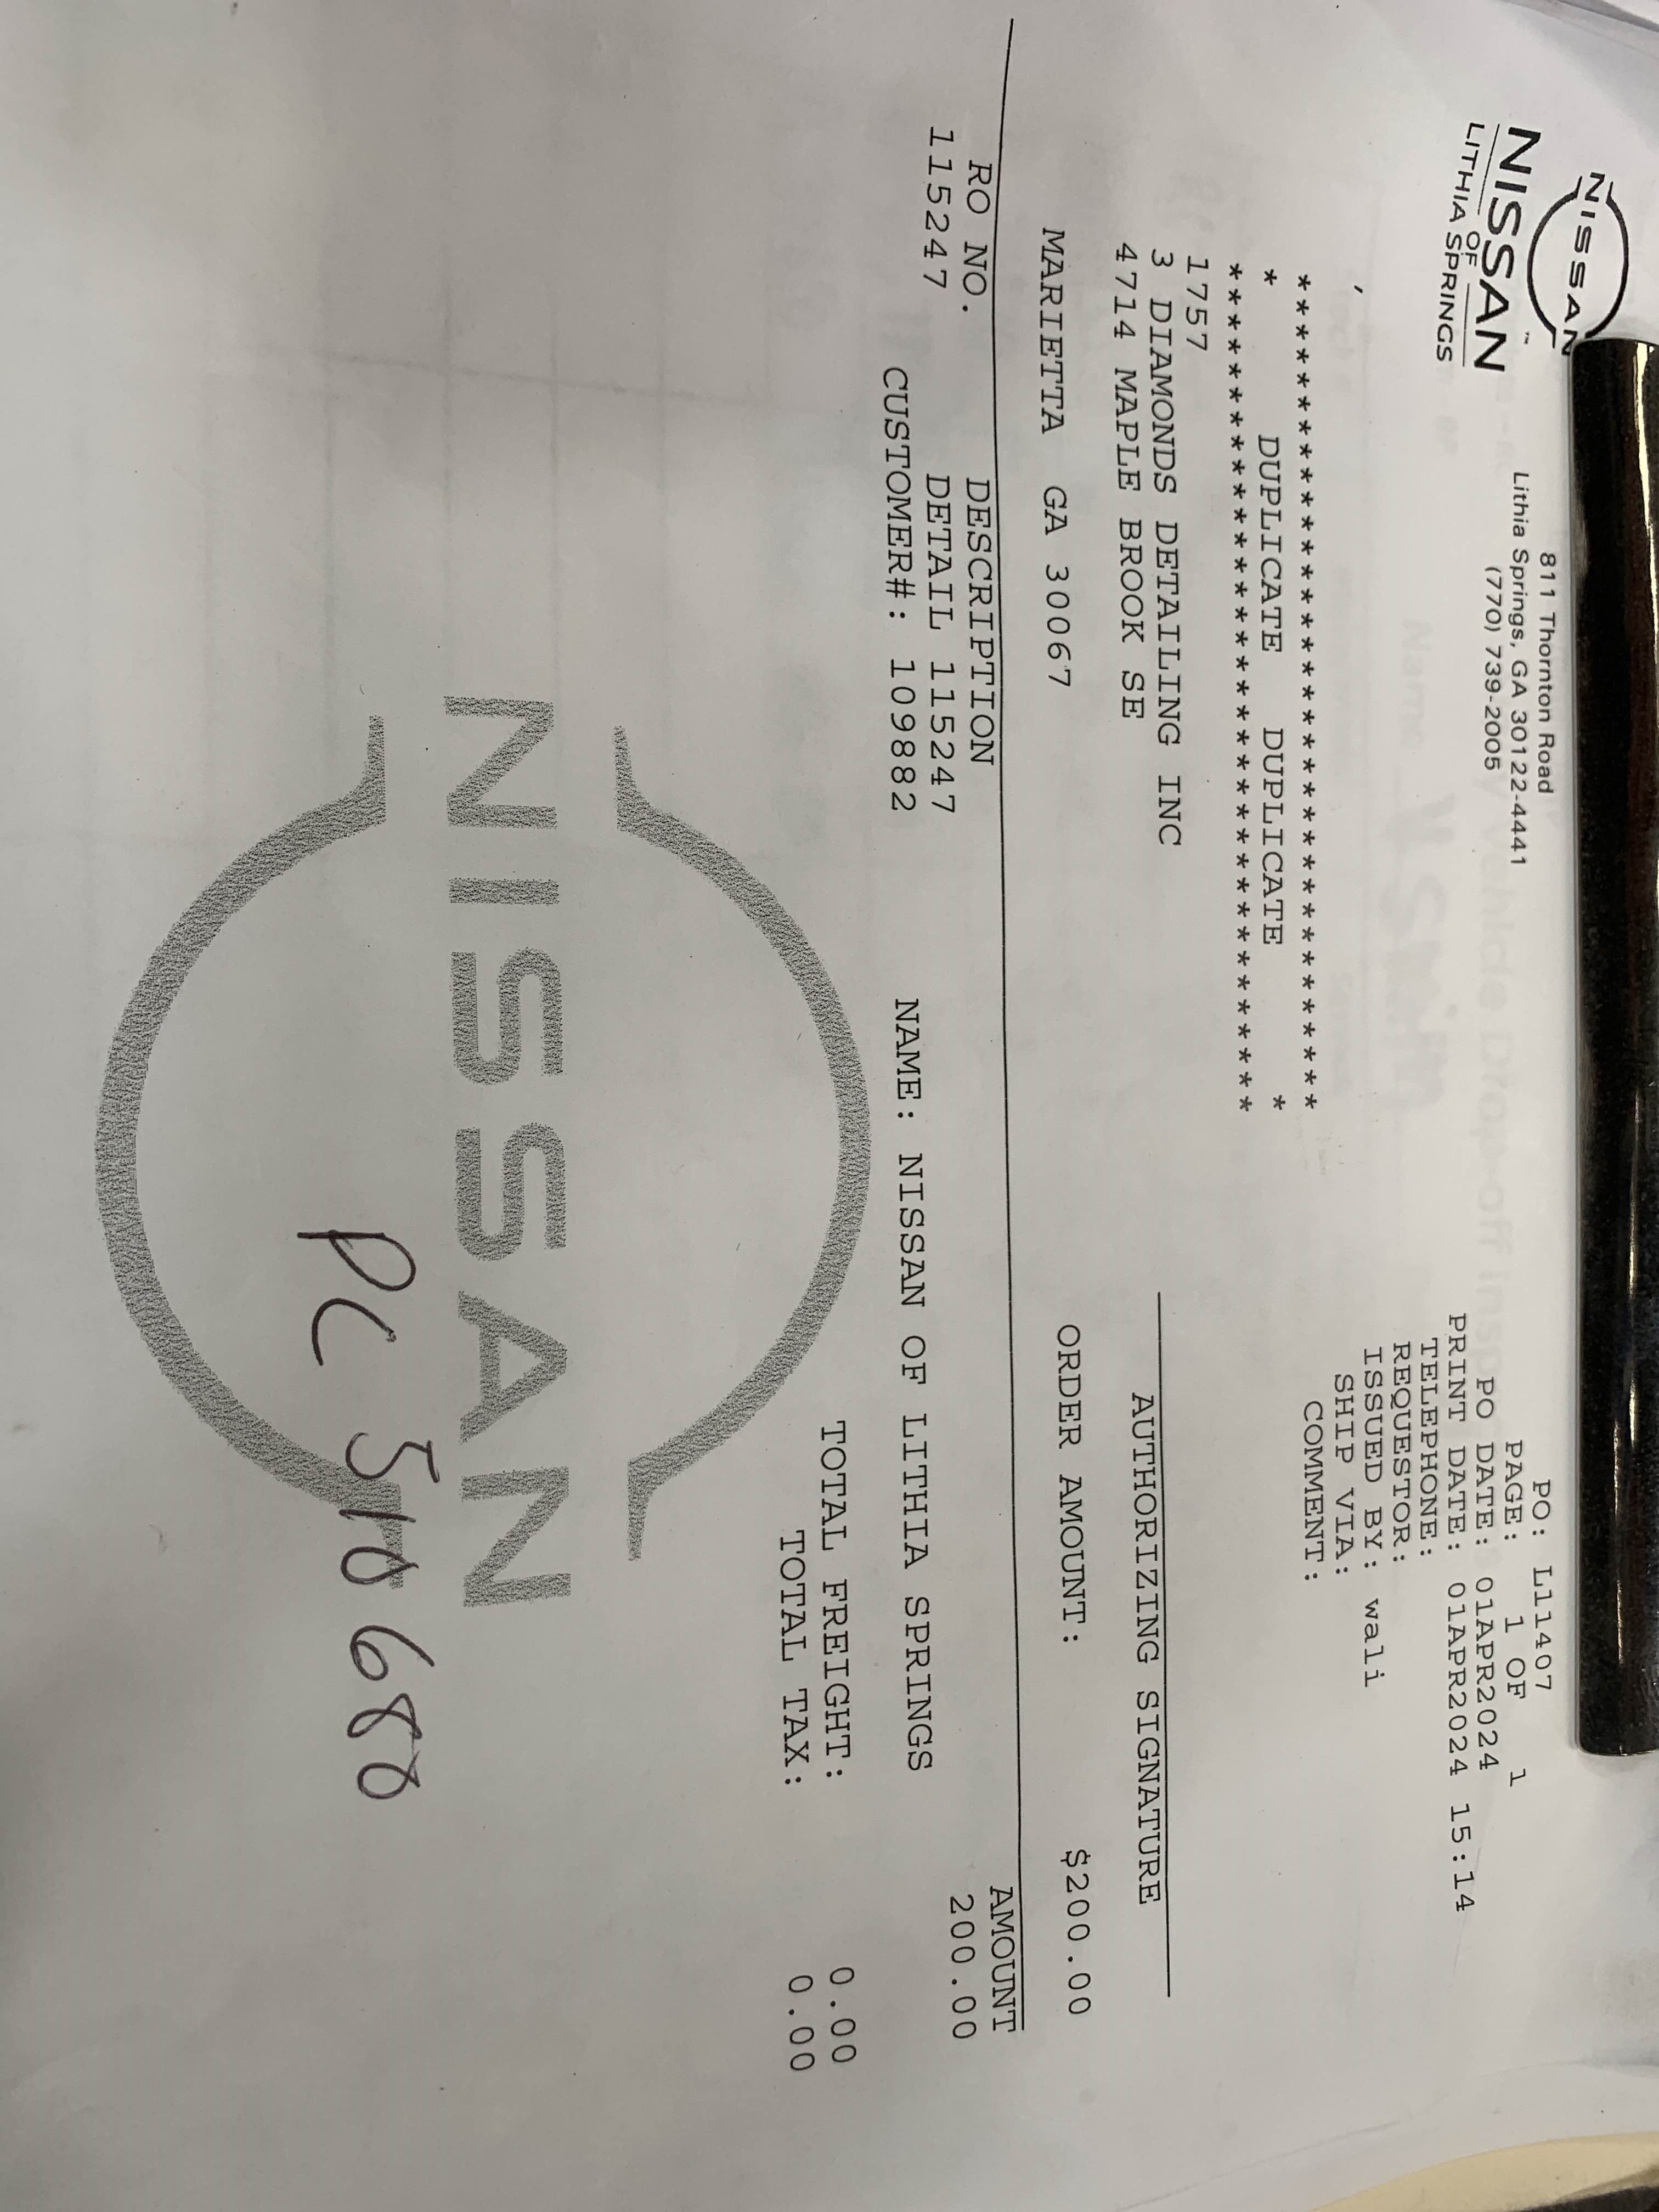 NISSAN
NISSAN
OF
LITHIA SPRINGS
811 Thornton Road
Lithia Springs, GA 30122-4441
(770) 739-2005
PO: L11407
PAGE: 1 OF 1
PO DATE: 01APR2024
PRINT DATE: 01APR2024 15:14
TELEPHONE:
REQUESTOR:
ISSUED BY: wali
SHIP VIA:
COMMENT:
* DUPLICATE DUPLICATE *
1757
3 DIAMONDS DETAILING INC
4714 MAPLE BROOK SE
MARIETTA GA 30067
AUTHORIZING SIGNATURE
ORDER AMOUNT: $200.00
RO NO. DESCRIPTION AMOUNT
115247 DETAIL 115247 200.00
CUSTOMER#: 109882 NAME: NISSAN OF LITHIA SPRINGS
TOTAL FREIGHT: 0.00
TOTAL TAX: 0.00
NISSAN
PC 510680